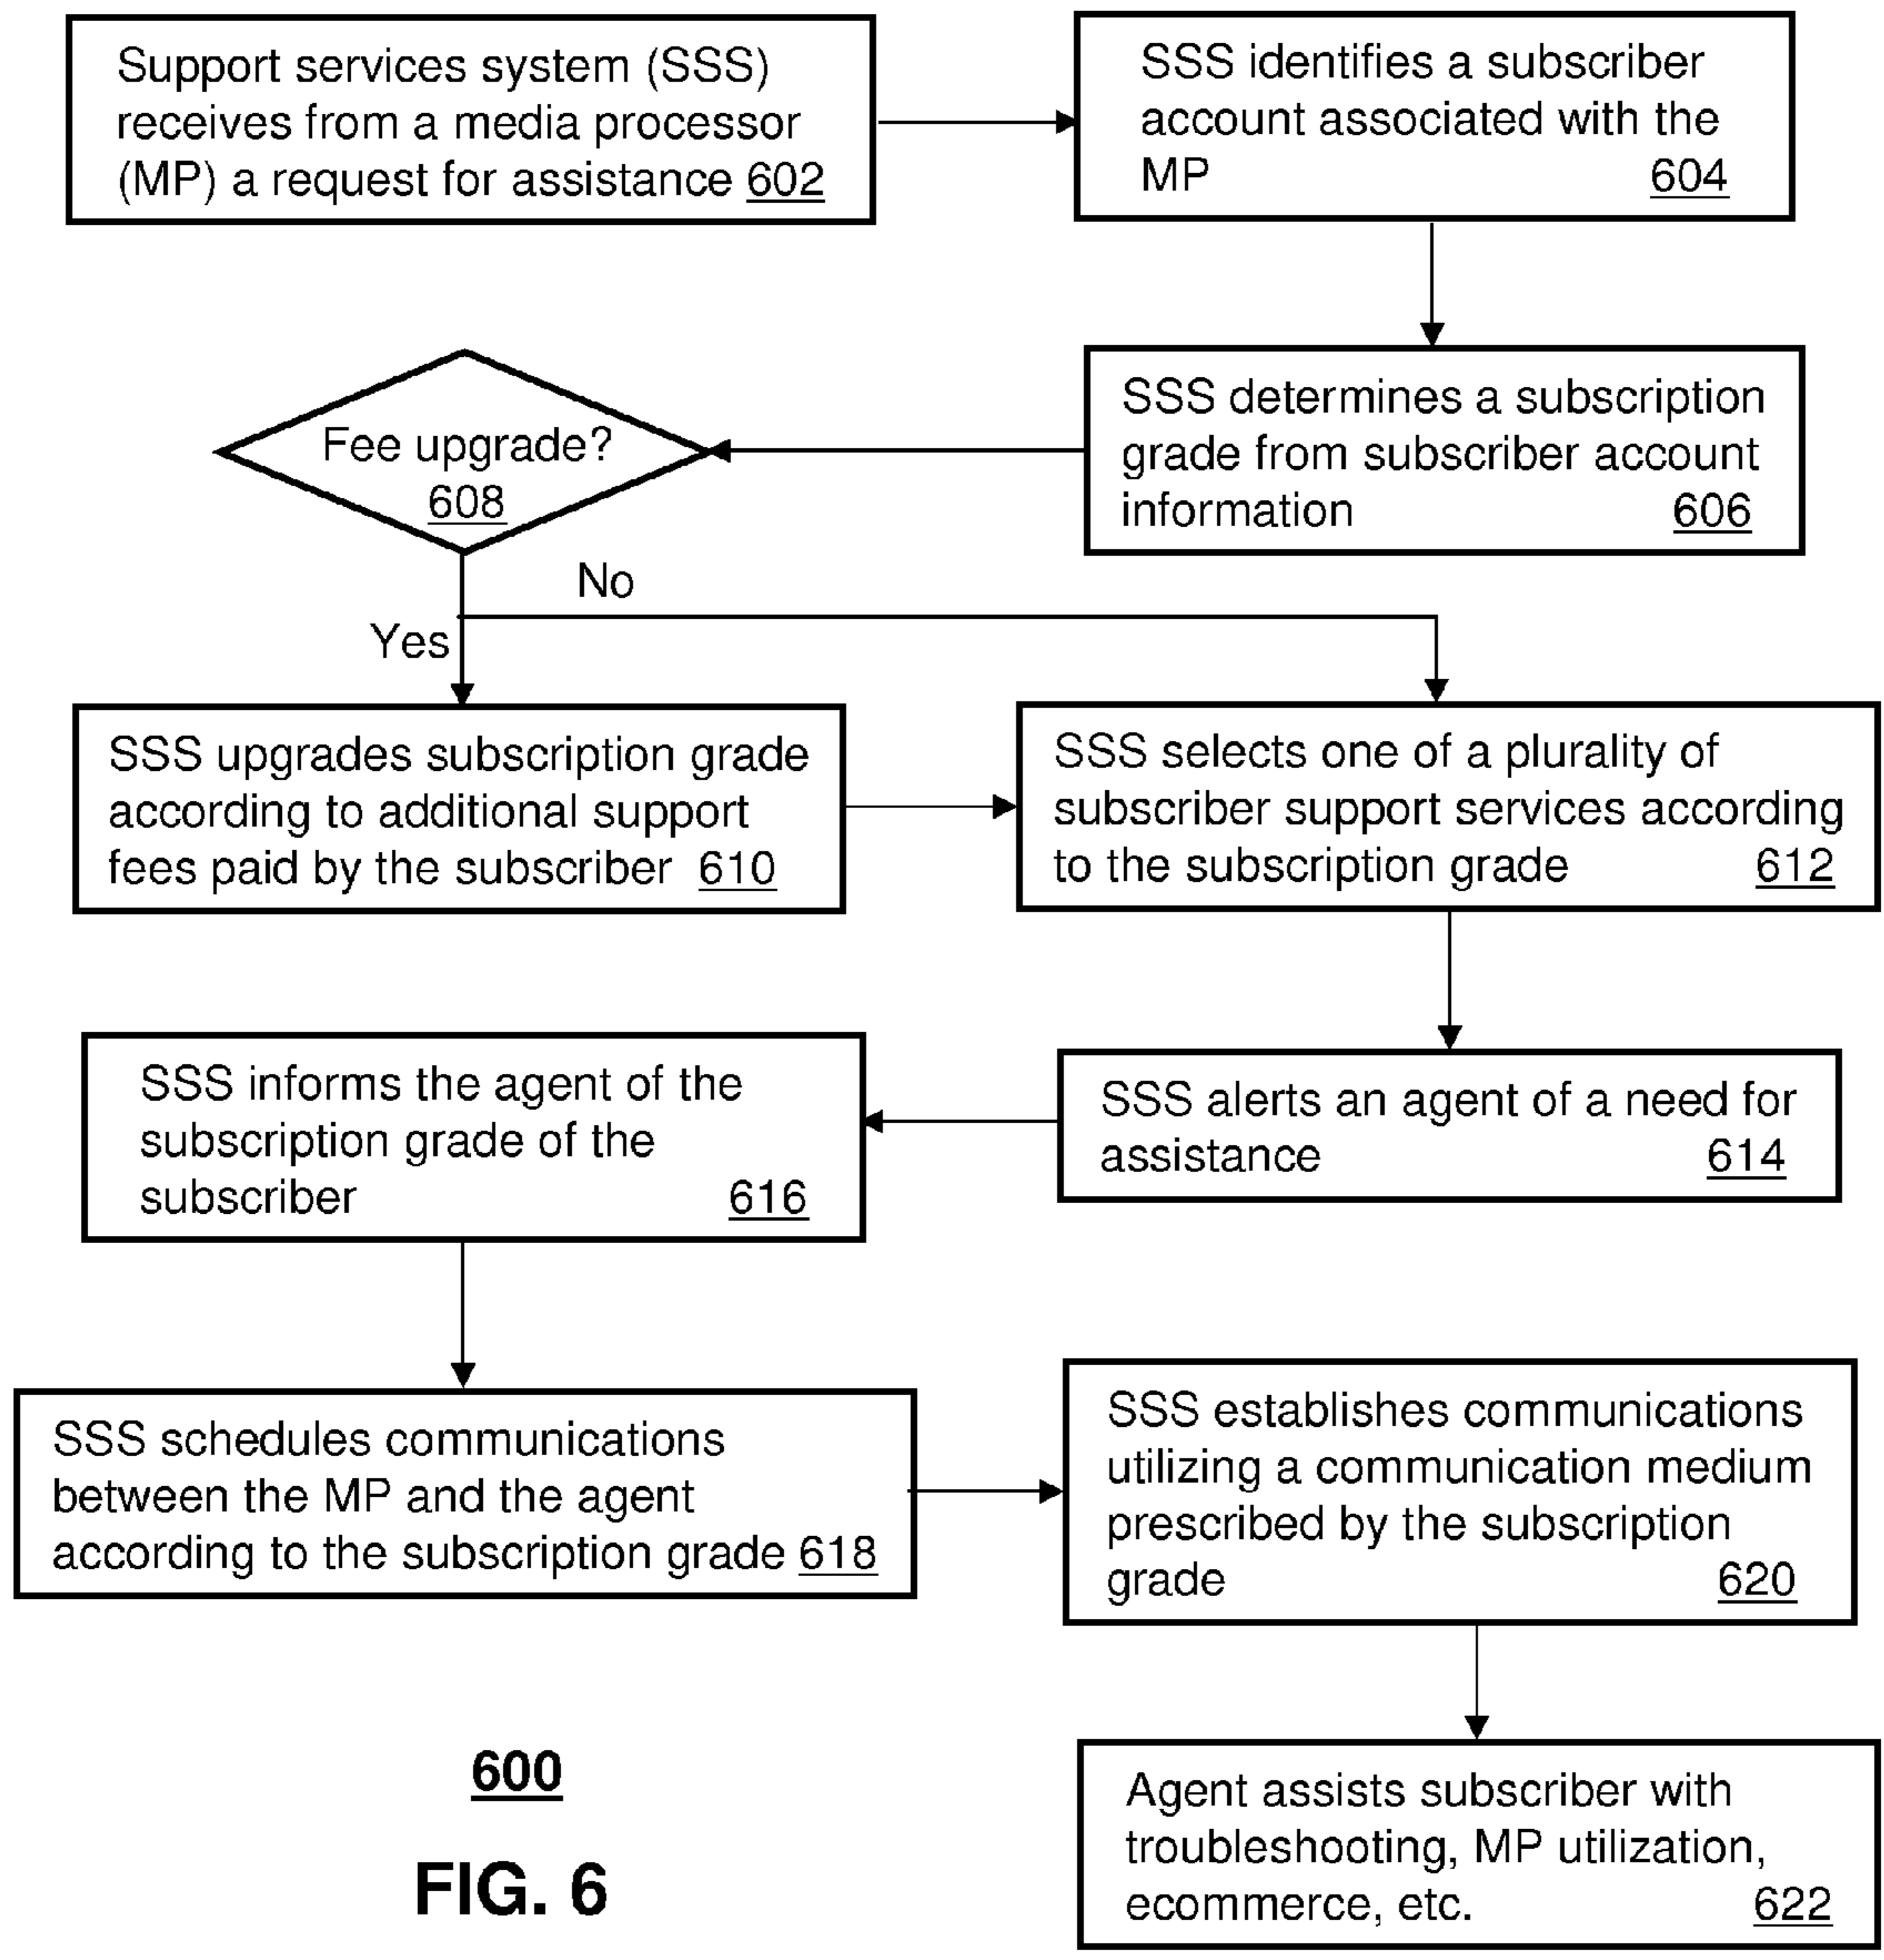 Support services system (SSS)
receives from a media processor
(MP) a request for assistance 602
SSS identifies a subscriber
account associated with the
MP 604
SSS determines a subscription
grade from subscriber account
information 606
Fee upgrade?
608
No
Yes
SSS upgrades subscription grade
according to additional support
fees paid by the subscriber 610
SSS selects one of a plurality of
subscriber support services according
to the subscription grade 612
SSS alerts an agent of a need for
assistance 614
SSS informs the agent of the
subscription grade of the
subscriber 616
SSS schedules communications
between the MP and the agent
according to the subscription grade 618
SSS establishes communications
utilizing a communication medium
prescribed by the subscription
grade 620
Agent assists subscriber with
troubleshooting, MP utilization,
ecommerce, etc. 622
600
FIG. 6